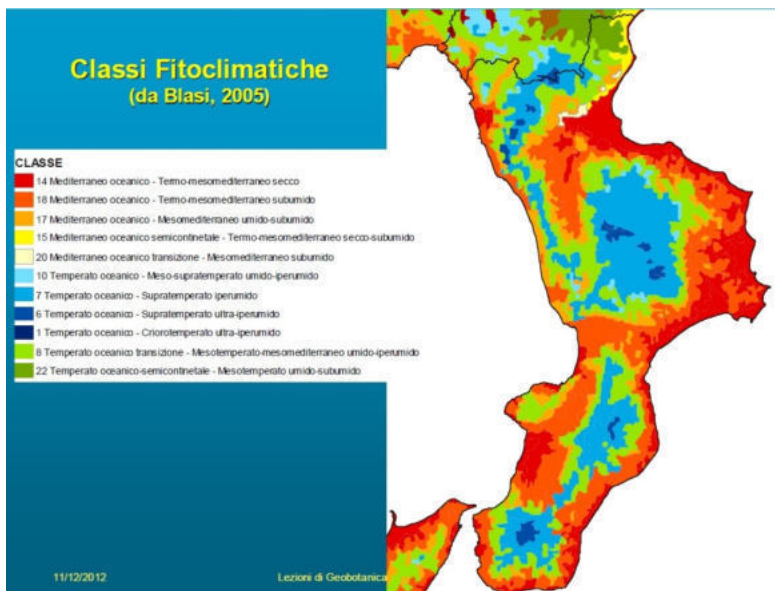 Classi Fitoclimatiche
(da Blasi, 2005)
CLASSE
14 Mediterraneo oceanico - Termo-mesomediterraneo secco
18 Mediterraneo oceanico - Termo-mesomediterraneo subumido
17 Mediterraneo oceanico - Mesomediterraneo umido-subumido
15 Mediterraneo oceanico semicontinetale - Termo-mesomediterraneo secco-subumido
20 Mediterraneo oceanico transizione - Mesomediterraneo subumido
10 Temperato oceanico - Meso-supratemperato umido-iperumido
7 Temperato oceanico - Supratemperato iperumido
6 Temperato oceanico - Supratemperato ultra-iperumido
1 Temperato oceanico - Criorotemperato ultra-iperumido
8 Temperato oceanico transizione - Mesotemperato-mesomediterraneo umido-iperumido
22 Temperato oceanico-semicontinetale - Mesotemperato umido-subumido
11/12/2012
Lezioni di Geobotanica